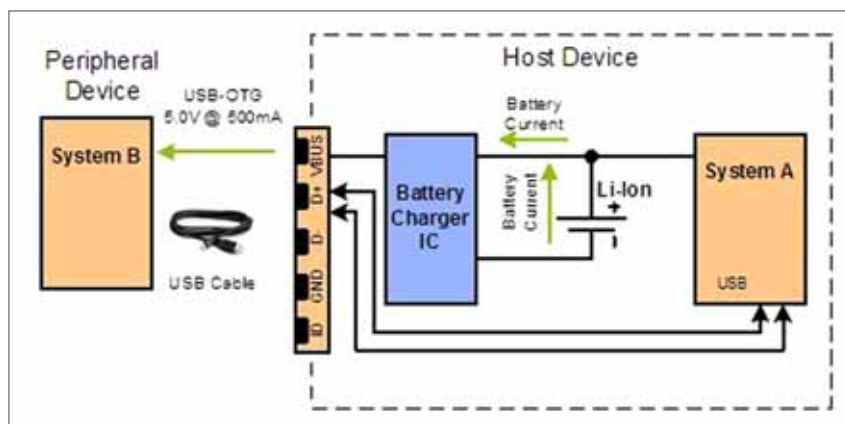 Host Device
Peripheral
Device
USB-OTG
5.0V @ 500mA
System B
USB Cable
VBUS
D+
D-
GND
ID
Battery
Current
Battery
Charger
IC
Battery
Current
Li-Ion
+
System A
USB